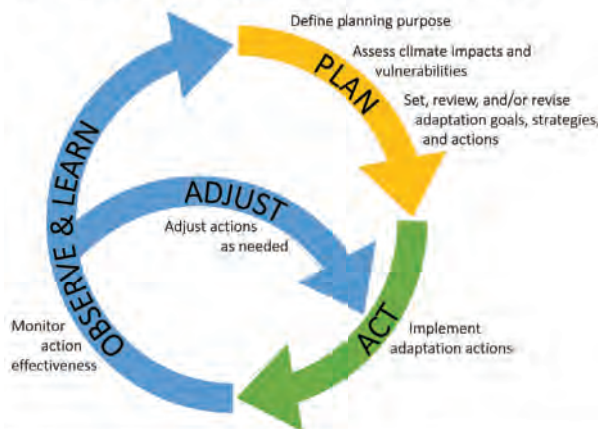 Define planning purpose
PLAN
Assess climate impacts and
vulnerabilities
Set, review, and/or revise
adaptation goals, strategies,
and actions
OBSERVE & LEARN
ADJUST
Adjust actions
as needed
Monitor
action
effectiveness
ACT
Implement
adaptation actions